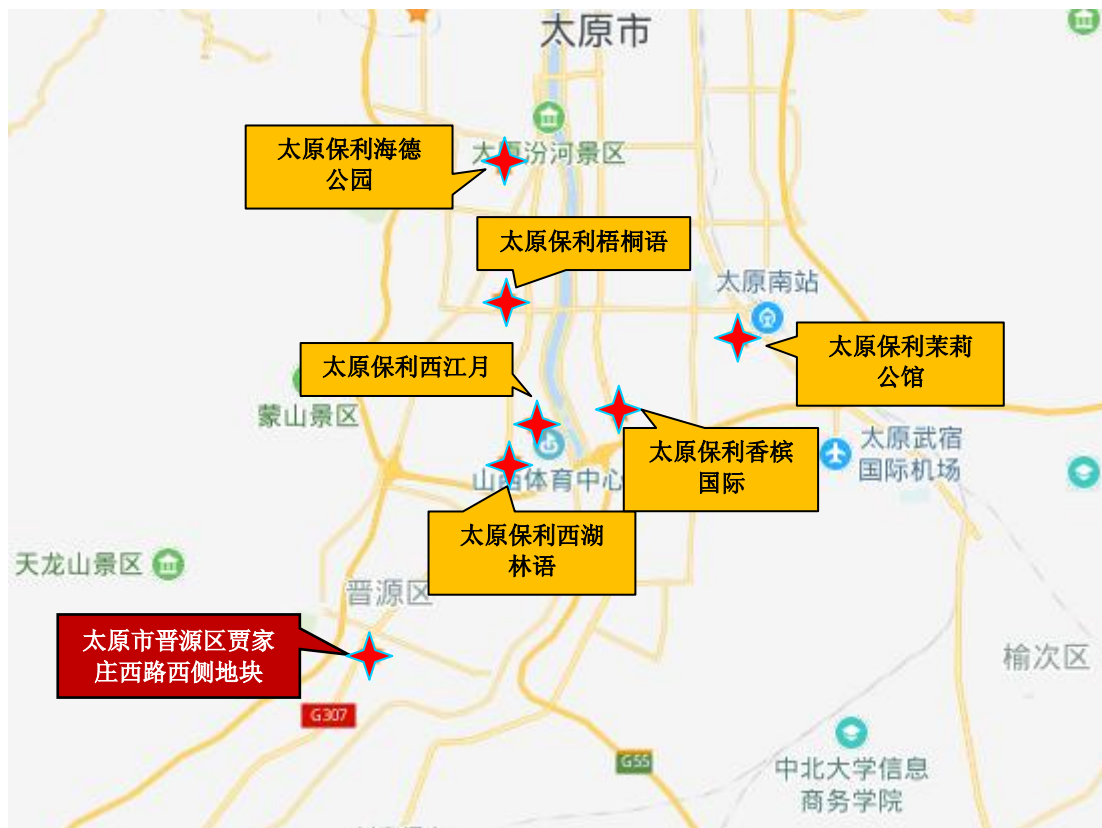 太原市
太原保利海德
公园
太原汾河景区
太原保利梧桐语
太原南站
太原保利茉莉
公馆
太原保利西江月
蒙山景区
太原保利香槟
国际
太原武宿
国际机场
山西体育中心
太原保利西湖
林语
天龙山景区
晋源区
太原市晋源区贾家
庄西路西侧地块
榆次区
G307
G55
中北大学信息
商务学院